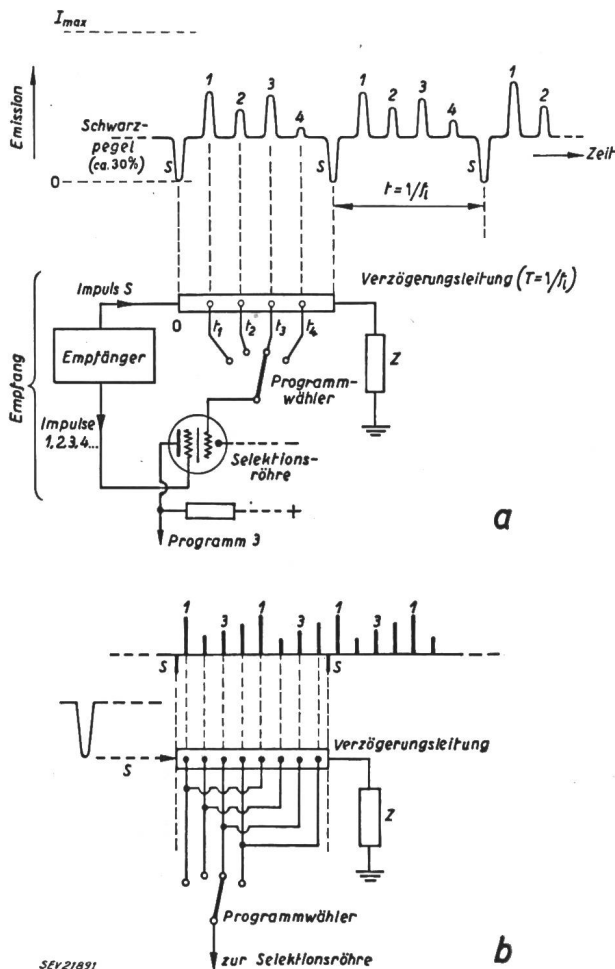 Imax
Emission
Schwarz-
pegel
(ca. 30%)
0
1 2 3 4 1 2 3 4 1 2
S S S
Zeit
t = 1/fi
Impuls S
Verzögerungsleitung (T = 1/fi)
0 t1 t2 t3 t4
Empfang
Empfänger
Z
Programm-
wähler
Impulse
1,2,3,4...
Selektions-
röhre
+
Programm 3
a
1 3 1 3 1 3 1
S S
Verzögerungsleitung
S
Z
Programmwähler
zur Selektionsröhre
b
SEV 21891